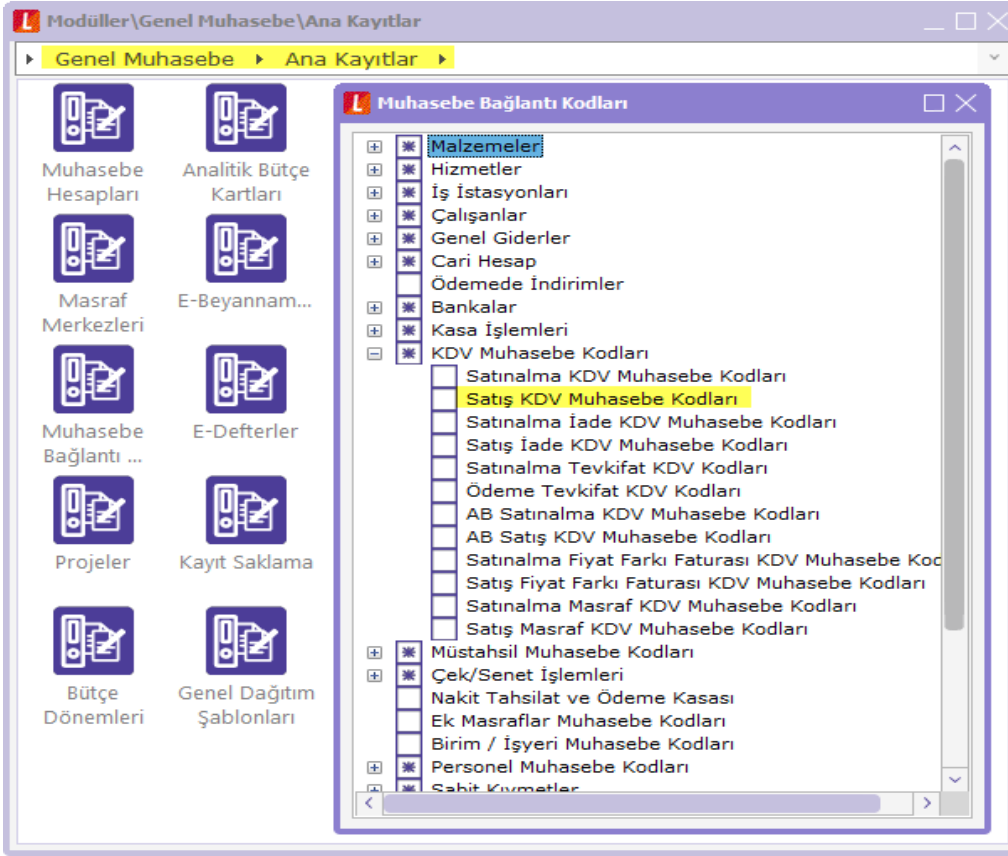 Modüller\Genel Muhasebe\Ana Kayıtlar
Genel Muhasebe Ana Kayıtlar
Muhasebe
Hesapları
Analitik Bütçe
Kartları
Masraf
Merkezleri
E-Beyannam...
Muhasebe
Bağlantı ...
E-Defterler
Projeler
Kayıt Saklama
Bütçe
Dönemleri
Genel Dağıtım
Şablonları
Muhasebe Bağlantı Kodları
Malzemeler
Hizmetler
İş İstasyonları
Çalışanlar
Genel Giderler
Cari Hesap
Ödemede İndirimler
Bankalar
Kasa İşlemleri
KDV Muhasebe Kodları
Satınalma KDV Muhasebe Kodları
Satış KDV Muhasebe Kodları
Satınalma İade KDV Muhasebe Kodları
Satış İade KDV Muhasebe Kodları
Satınalma Tevkifat KDV Kodları
Ödeme Tevkifat KDV Kodları
AB Satınalma KDV Muhasebe Kodları
AB Satış KDV Muhasebe Kodları
Satınalma Fiyat Farkı Faturası KDV Muhasebe Kod
Satış Fiyat Farkı Faturası KDV Muhasebe Kodları
Satınalma Masraf KDV Muhasebe Kodları
Satış Masraf KDV Muhasebe Kodları
Müstahsil Muhasebe Kodları
Çek/Senet İşlemleri
Nakit Tahsilat ve Ödeme Kasası
Ek Masraflar Muhasebe Kodları
Birim / İşyeri Muhasebe Kodları
Personel Muhasebe Kodları
Sabit Kıymetler